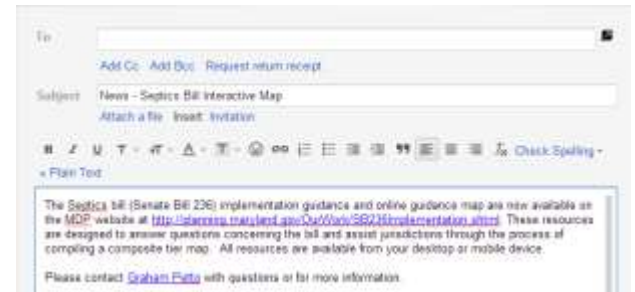 To
Add Cc Add Bcc Request return receipt
Subject News - Septics Bill Interactive Map
Attach a file Insert: Invitation
B I U T Check Spelling
« Plain Text
The Septics bill (Senate Bill 236) implementation guidance and online guidance map are now available on
the MDP website at http://planning.maryland.gov/OurWork/SB236Implementation.shtml. These resources
are designed to answer questions concerning the bill and assist jurisdictions through the process of
compiling a composite tier map. All resources are available from your desktop or mobile device.
Please contact Graham Petto with questions or for more information.